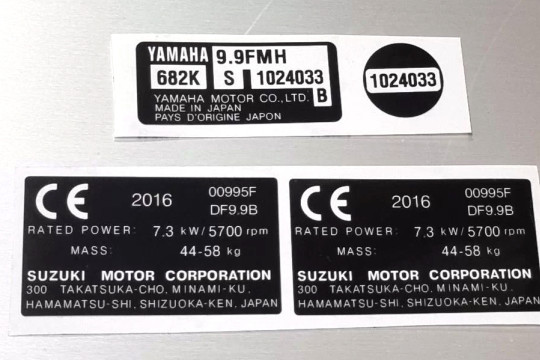 YAMAHA 9.9FMH
682K S 1024033
YAMAHA MOTOR CO., LTD. B
MADE IN JAPAN
PAYS D'ORIGINE JAPON
1024033
CE 2016 00995F
DF9.9B
RATED POWER: 7.3 kW/5700 rpm
MASS: 44-58 kg
SUZUKI MOTOR CORPORATION
300 TAKATSUKA-CHO, MINAMI-KU,
HAMAMATSU-SHI, SHIZUOKA-KEN, JAPAN
CE 2016 00995F
DF9.9B
RATED POWER: 7.3 kW/5700 rpm
MASS: 44-58 kg
SUZUKI MOTOR CORPORATION
300 TAKATSUKA-CHO, MINAMI-KU,
HAMAMATSU-SHI, SHIZUOKA-KEN, JAPAN